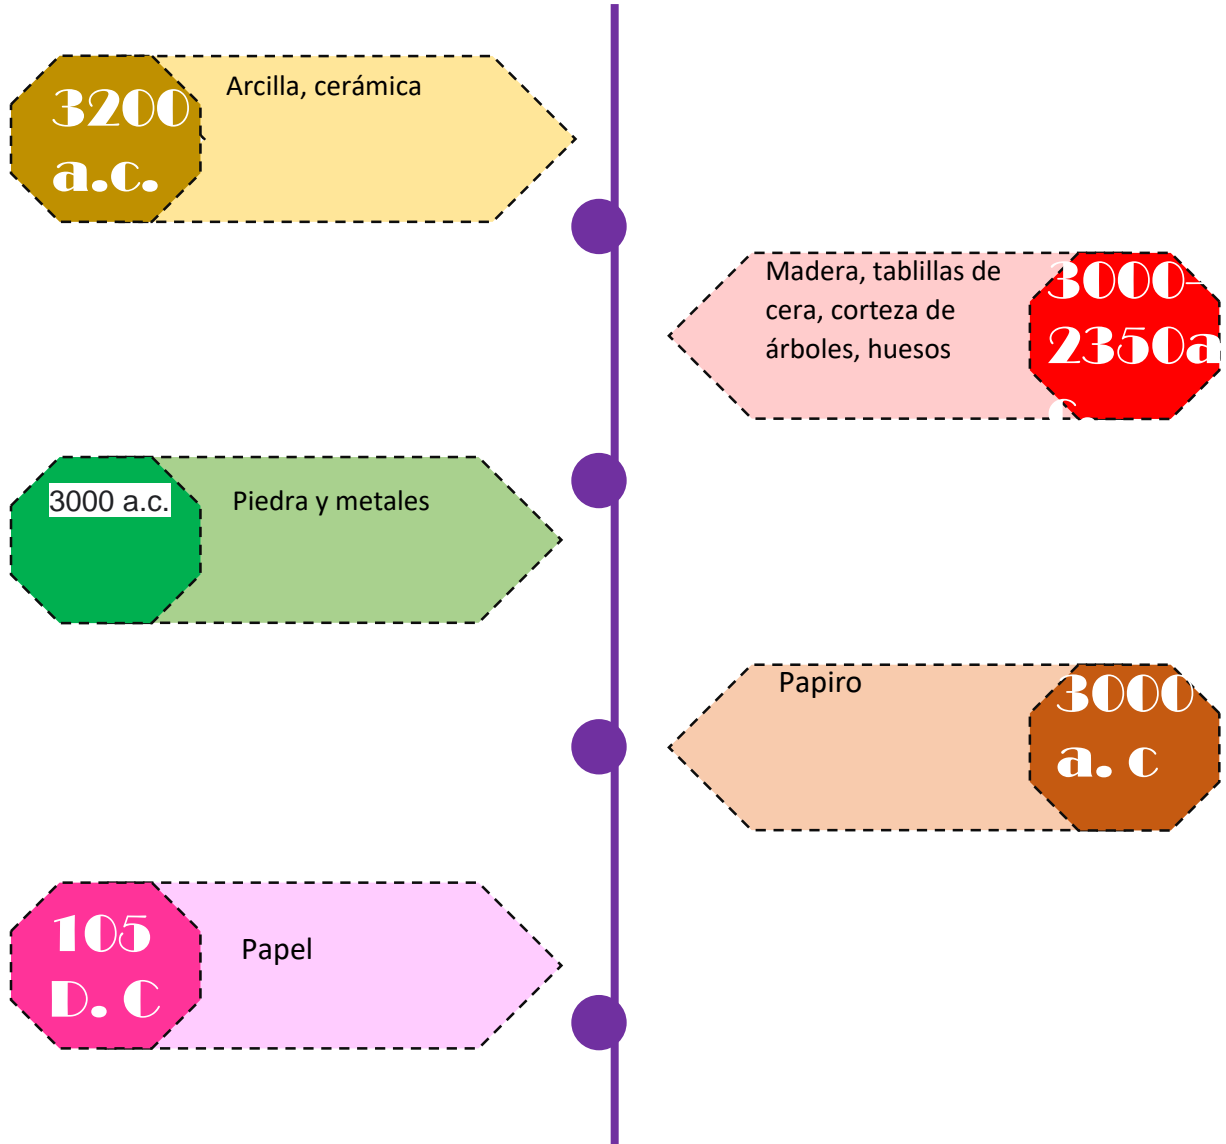 3200
a.c.
Arcilla, cerámica
Madera, tablillas de
cera, corteza de
árboles, huesos
3000-
2350a
c.
3000 a.c.
Piedra y metales
Papiro
3000
a. c
105
D. C
Papel